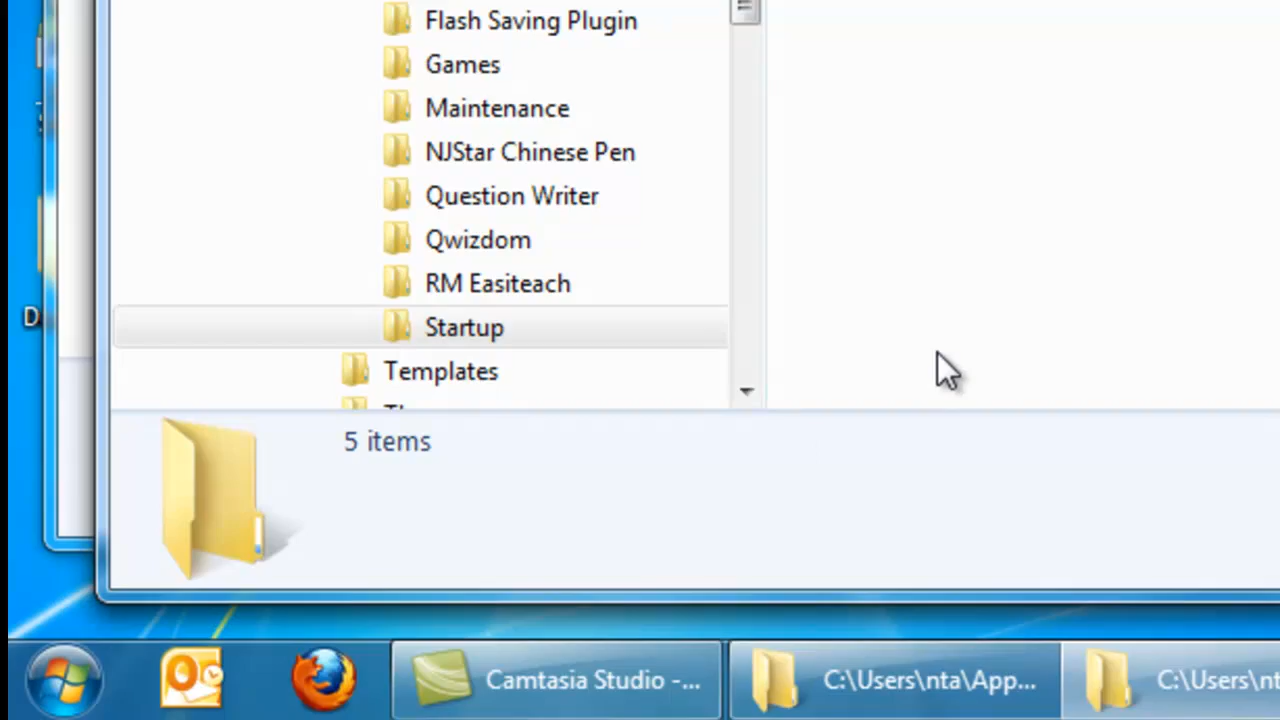 Flash Saving Plugin
Games
Maintenance
NJStar Chinese Pen
Question Writer
Qwizdom
RM Easiteach
Startup
Templates
D
5 items
Camtasia Studio -...
C:\Users\nta\App...
C:\Users\nt